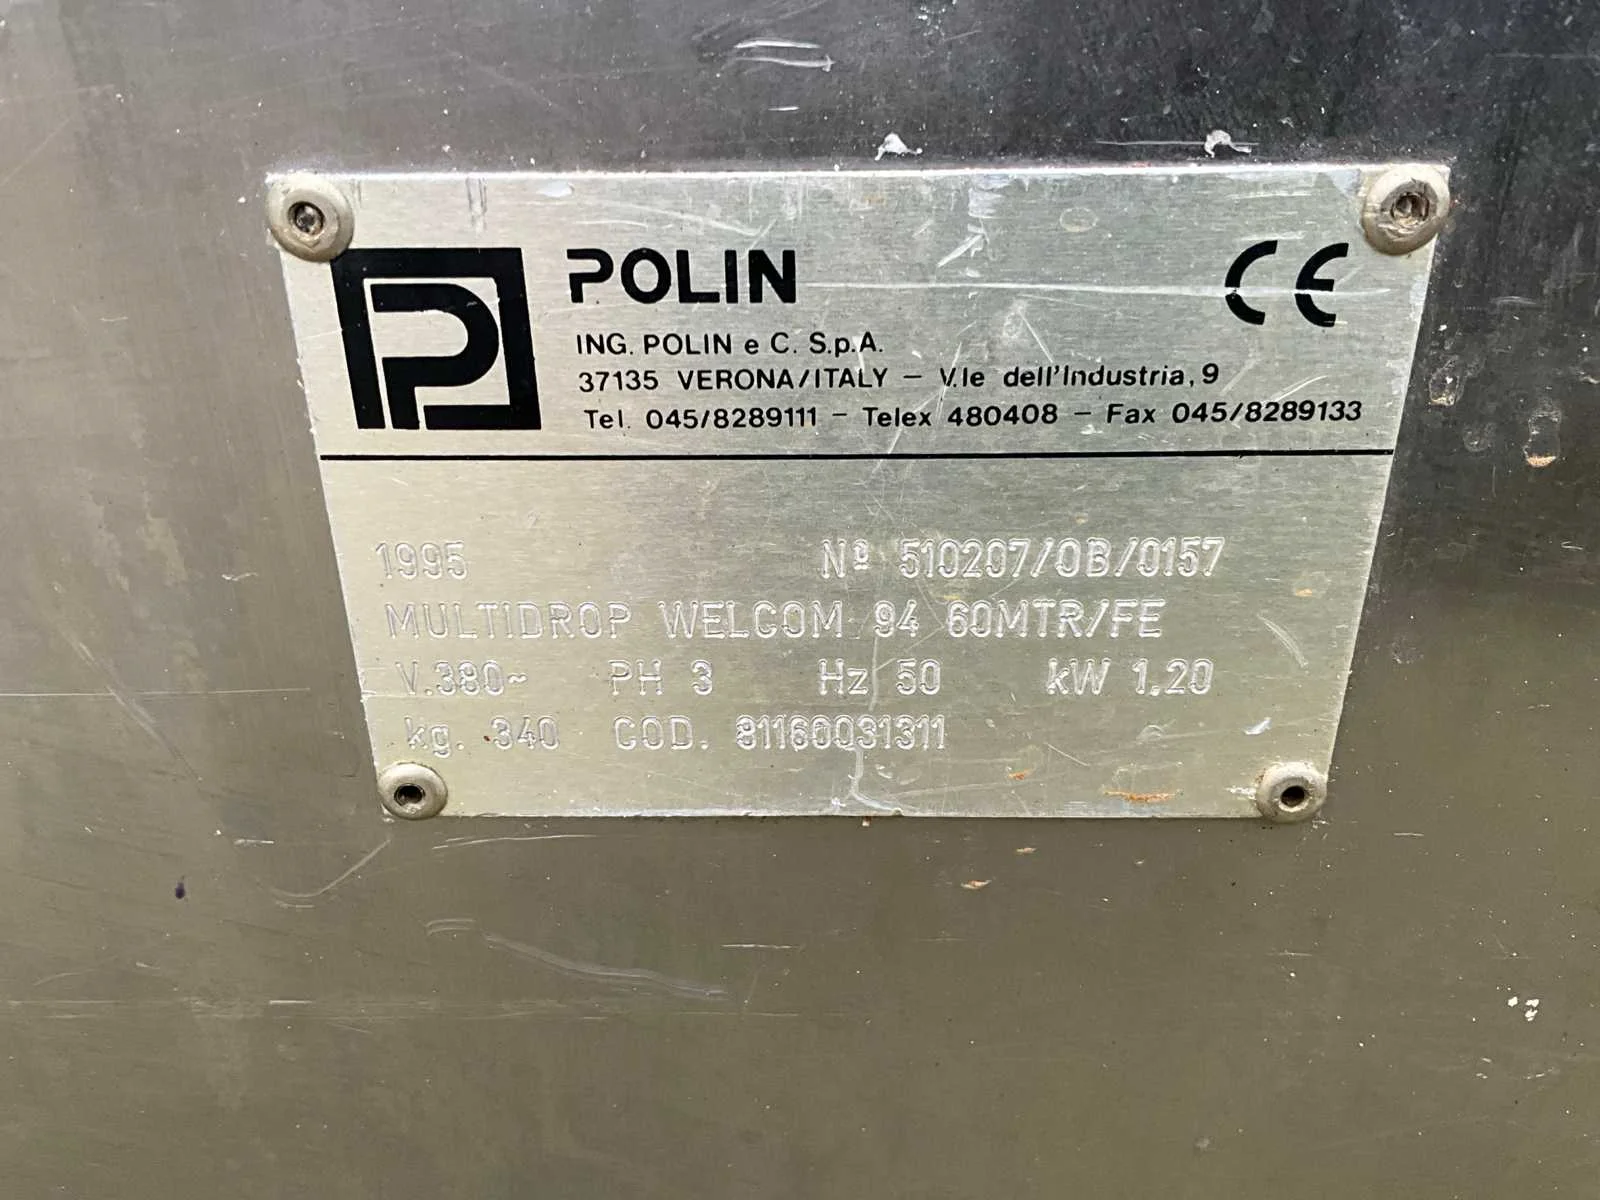 POLIN CE
ING. POLIN e C. S.p.A.
37135 VERONA/ITALY – V.le dell'Industria, 9
Tel. 045/8289111 – Telex 480408 – Fax 045/8289133
1995 Nº 510207/0B/0157
MULTIDROP WELCOM 94 60MTR/FE
V.380~ PH 3 Hz 50 kW 1,20
kg. 340 COD. 81160031311